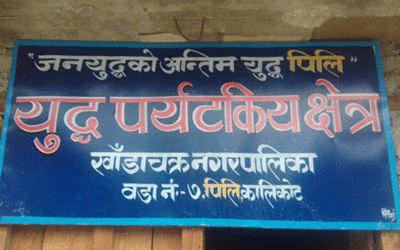 "जनयुद्धको अन्तिम युद्ध पिलि"
युद्ध पर्यटकिय क्षेत्र
खाँडाचक्र नगरपालिका
वडा नं:- ७, पिलि,कालिकोट